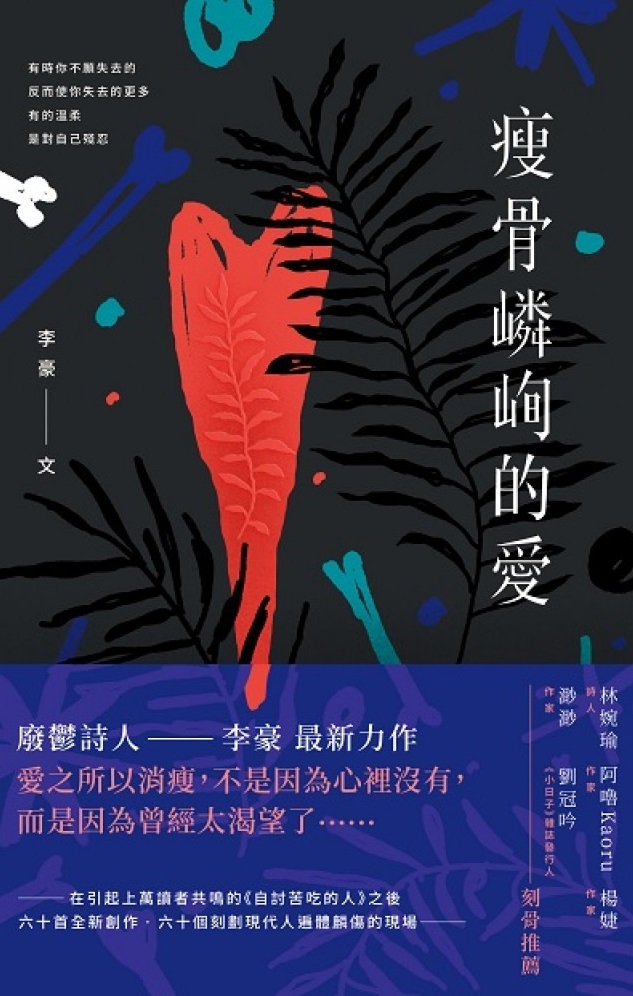 有時你不願失去的
反而使你失去的更多
有的溫柔
是對自己殘忍
瘦骨嶙峋的愛
李豪——文
廢鬱詩人——李豪 最新力作
愛之所以消瘦，不是因為心裡沒有，
而是因為曾經太渴望了……
——在引起上萬讀者共鳴的《自討苦吃的人》之後
六十首全新創作．六十個刻劃現代人遍體鱗傷的現場——
詩人 林婉瑜 作家 阿嚕Kaoru 作家 楊婕
作家 渺渺 《小日子》雜誌發行人 劉冠吟
刻骨推薦